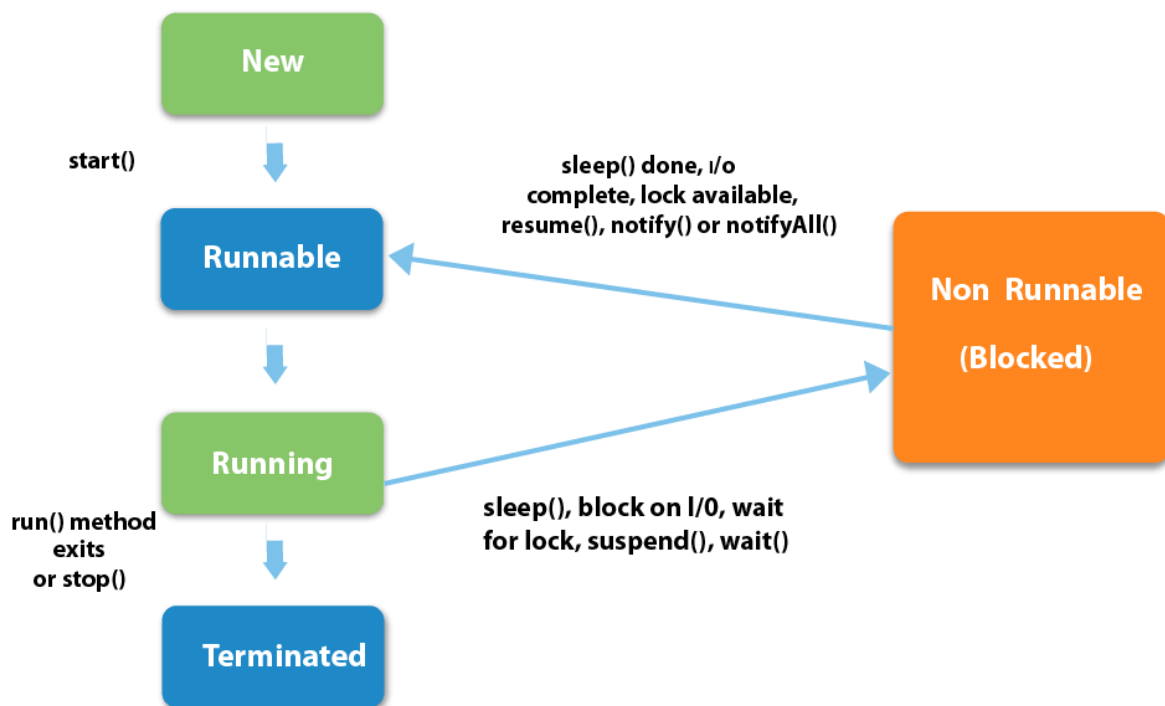 New
start()
sleep() done, I/o
complete, lock available,
resume(), notify() or notifyAll()
Runnable
Non Runnable
(Blocked)
Running
sleep(), block on I/0, wait
for lock, suspend(), wait()
run() method
exits
or stop()
Terminated